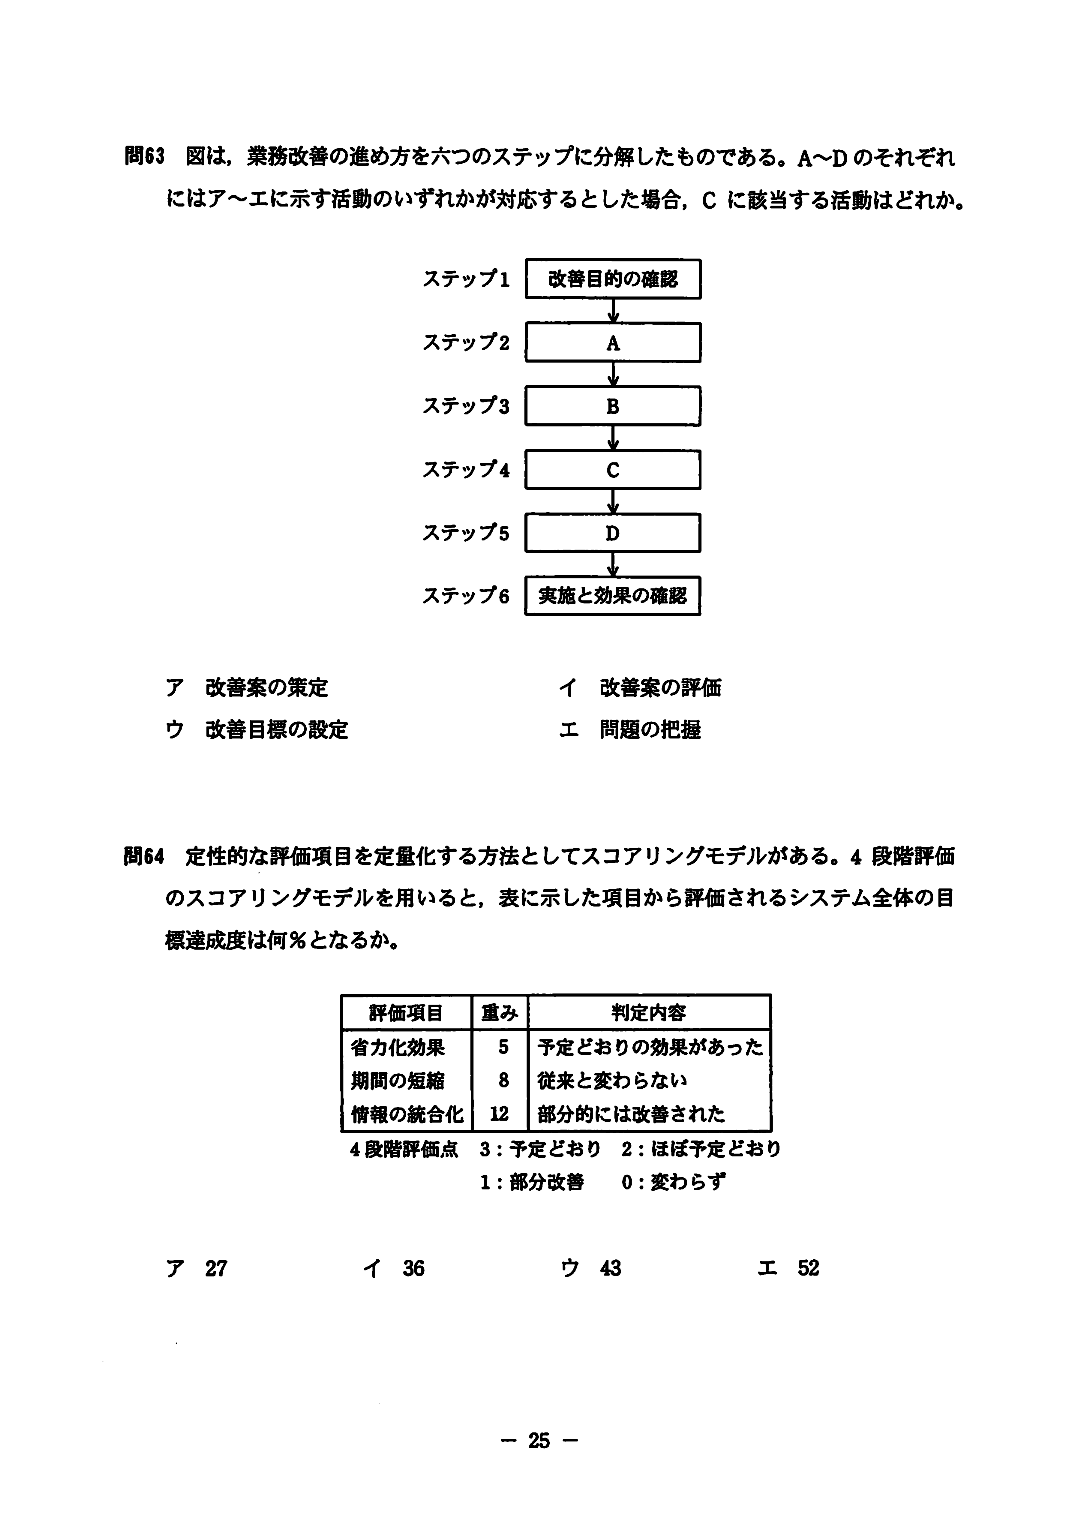 問63 図は，業務改善の進め方を六つのステップに分解したものである。A～Dのそれぞれ
にはア～エに示す活動のいずれかが対応するとした場合，C に該当する活動はどれか。
ステップ1 改善目的の確認
ステップ2 A
ステップ3 B
ステップ4 C
ステップ5 D
ステップ6 実施と効果の確認
ア 改善案の策定 イ 改善案の評価
ウ 改善目標の設定 エ 問題の把握
問64 定性的な評価項目を定量化する方法としてスコアリングモデルがある。4 段階評価
のスコアリングモデルを用いると，表に示した項目から評価されるシステム全体の目
標達成度は何％となるか。
評価項目 重み 判定内容
省力化効果 5 予定どおりの効果があった
期間の短縮 8 従来と変わらない
情報の統合化 12 部分的には改善された
4段階評価点 3：予定どおり 2：ほぼ予定どおり
1：部分改善 0：変わらず
ア 27 イ 36 ウ 43 エ 52
－ 25 －